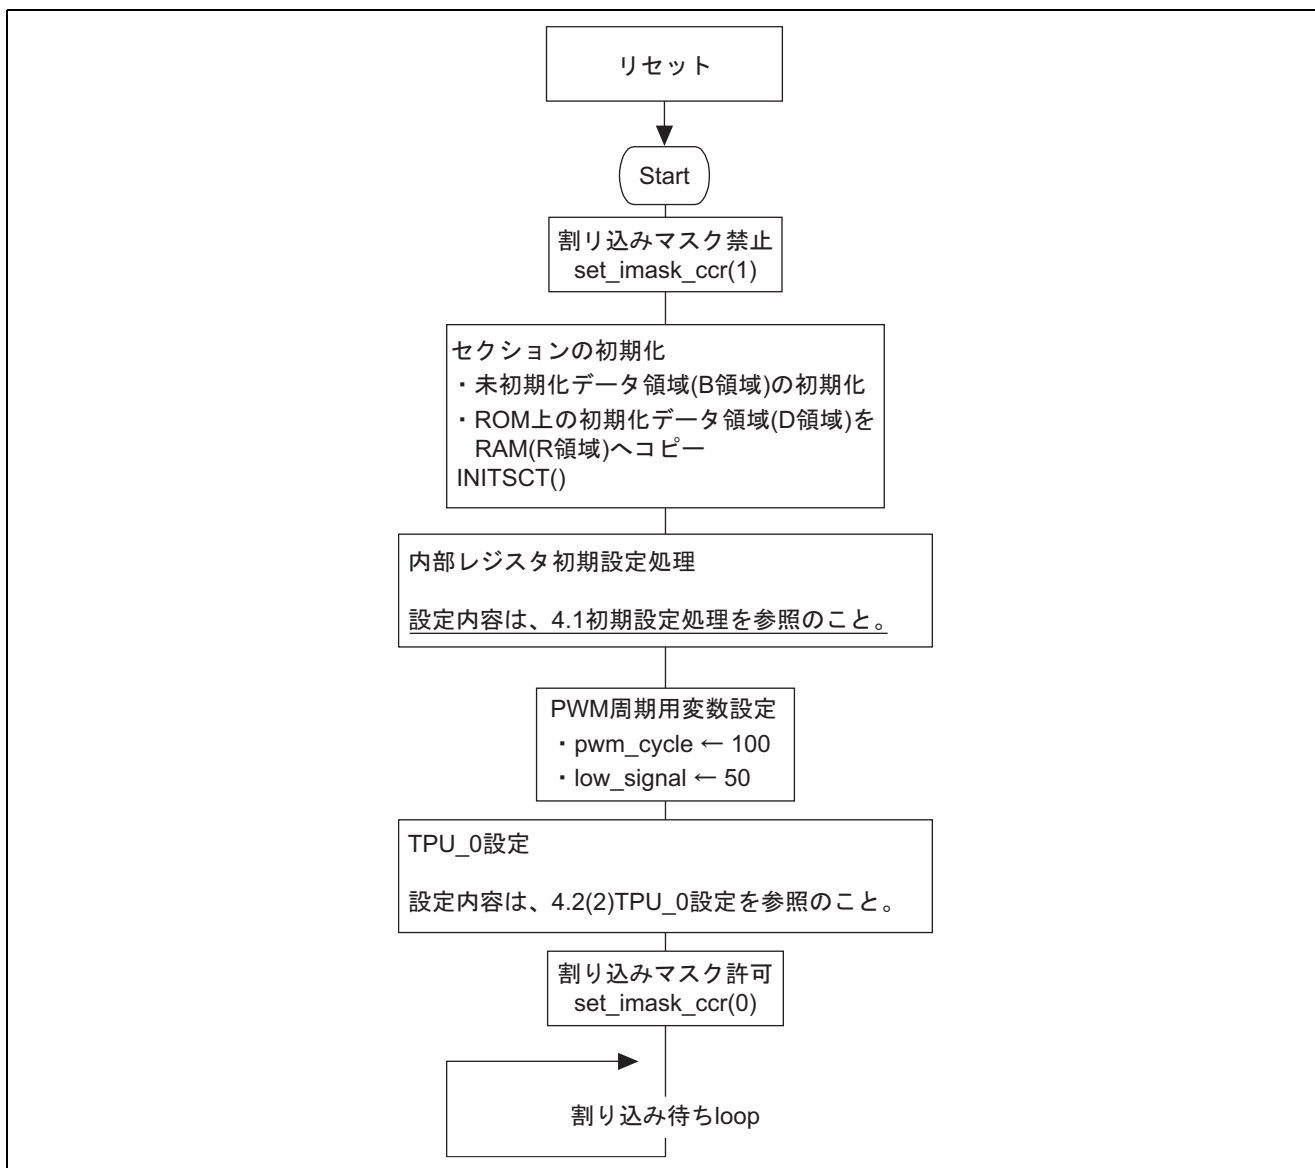 リセット
Start
割り込みマスク禁止
set_imask_ccr(1)
セクションの初期化
・未初期化データ領域(B領域)の初期化
・ROM上の初期化データ領域(D領域)を
RAM(R領域)へコピー
INITSCT()
内部レジスタ初期設定処理
設定内容は、4.1初期設定処理を参照のこと。
PWM周期用変数設定
・pwm_cycle ← 100
・low_signal ← 50
TPU_0設定
設定内容は、4.2(2)TPU_0設定を参照のこと。
割り込みマスク許可
set_imask_ccr(0)
割り込み待ちloop